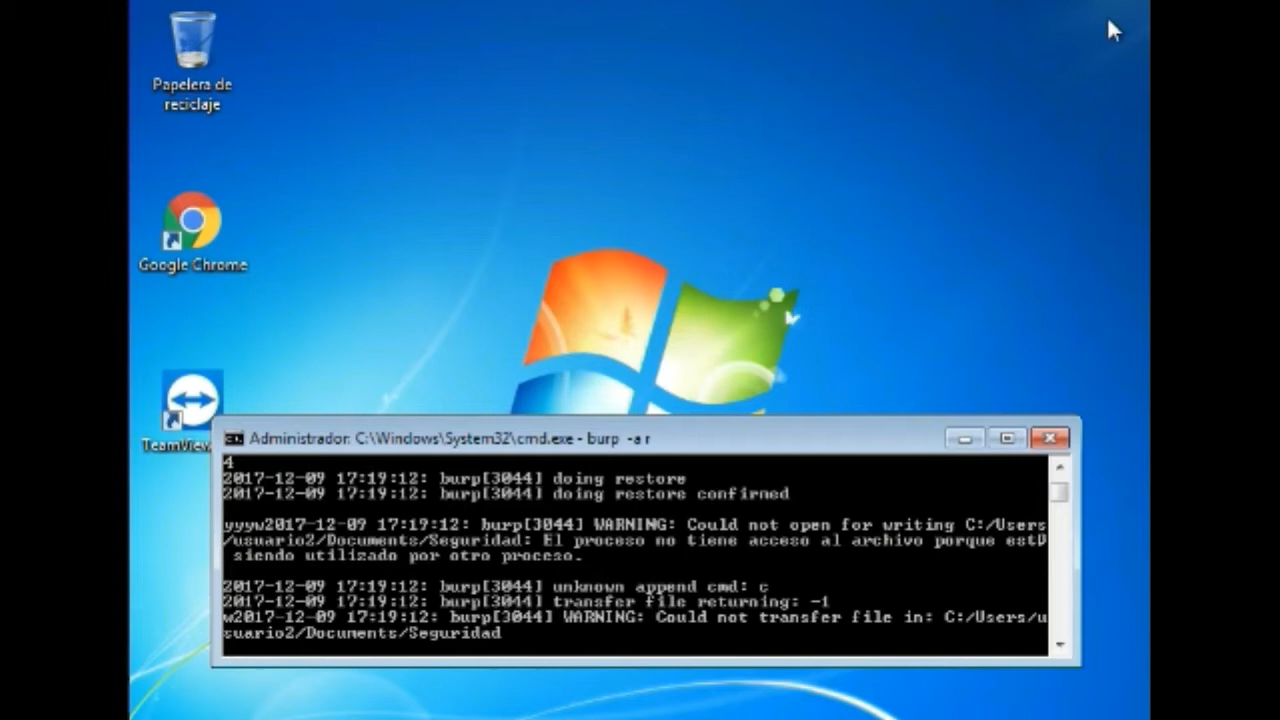 Papelera de
reciclaje
Google Chrome
TeamView
Administrador: C:\Windows\System32\cmd.exe - burp -a r
4
2017-12-09 17:19:12: burp[3044] doing restore
2017-12-09 17:19:12: burp[3044] doing restore confirmed
yyyw2017-12-09 17:19:12: burp[3044] WARNING: Could not open for writing C:/Users
/usuario2/Documents/Seguridad: El proceso no tiene acceso al archivo porque estß
siendo utilizado por otro proceso.
2017-12-09 17:19:12: burp[3044] unknown append cmd: c
2017-12-09 17:19:12: burp[3044] transfer file returning: -1
w2017-12-09 17:19:12: burp[3044] WARNING: Could not transfer file in: C:/Users/u
suario2/Documents/Seguridad